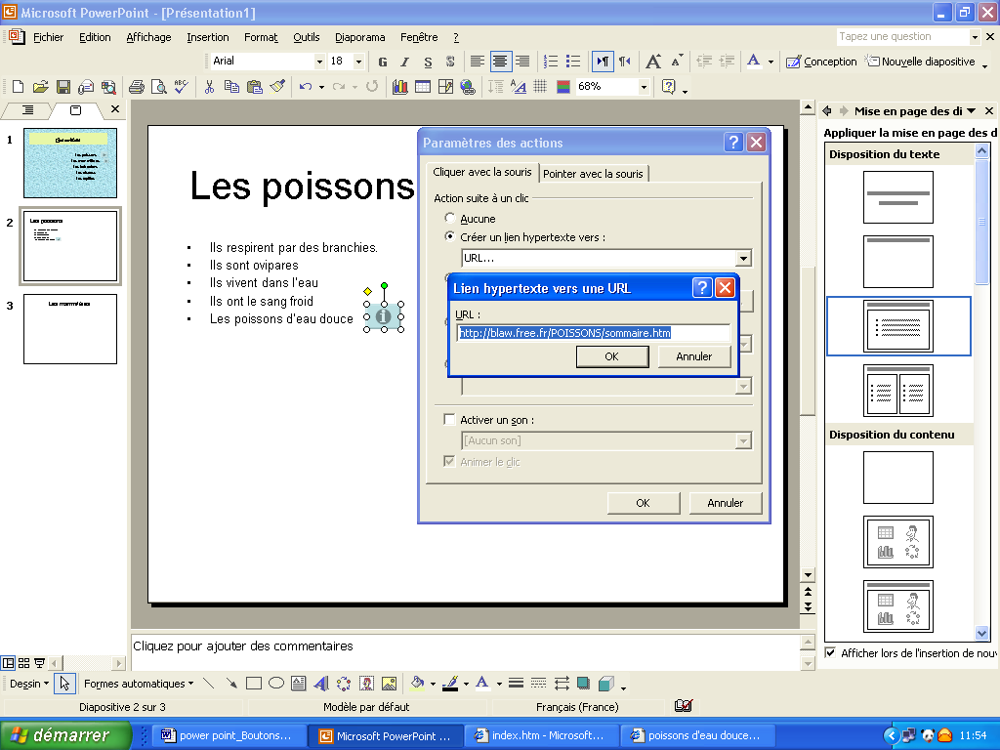 Microsoft PowerPoint - [Présentation1]
Fichier Edition Affichage Insertion Format Outils Diaporama Fenêtre ?
Tapez une question
Arial 18 G I S S
Conception Nouvelle diapositive
68%
Mise en page des di
Appliquer la mise en page des d
Disposition du texte
Disposition du contenu
Afficher lors de l'insertion de nouv
1
les poissons
2
Les poissons
3
Les mammifères
Les poissons
• Ils respirent par des branchies.
• Ils sont ovipares
• Ils vivent dans l'eau
• Ils ont le sang froid
• Les poissons d'eau douce
Paramètres des actions
Cliquer avec la souris
Pointer avec la souris
Action suite à un clic
Aucune
Créer un lien hypertexte vers :
URL...
Lien hypertexte vers une URL
URL :
http://blaw.free.fr/POISSONS/sommaire.htm
OK
Annuler
Activer un son :
[Aucun son]
Animer le clic
OK
Annuler
Cliquez pour ajouter des commentaires
Dessin
Formes automatiques
Diapositive 2 sur 3
Modèle par défaut
Français (France)
démarrer
power point_Boutons...
Microsoft PowerPoint ...
index.htm - Microsoft...
poissons d'eau douce...
11:54